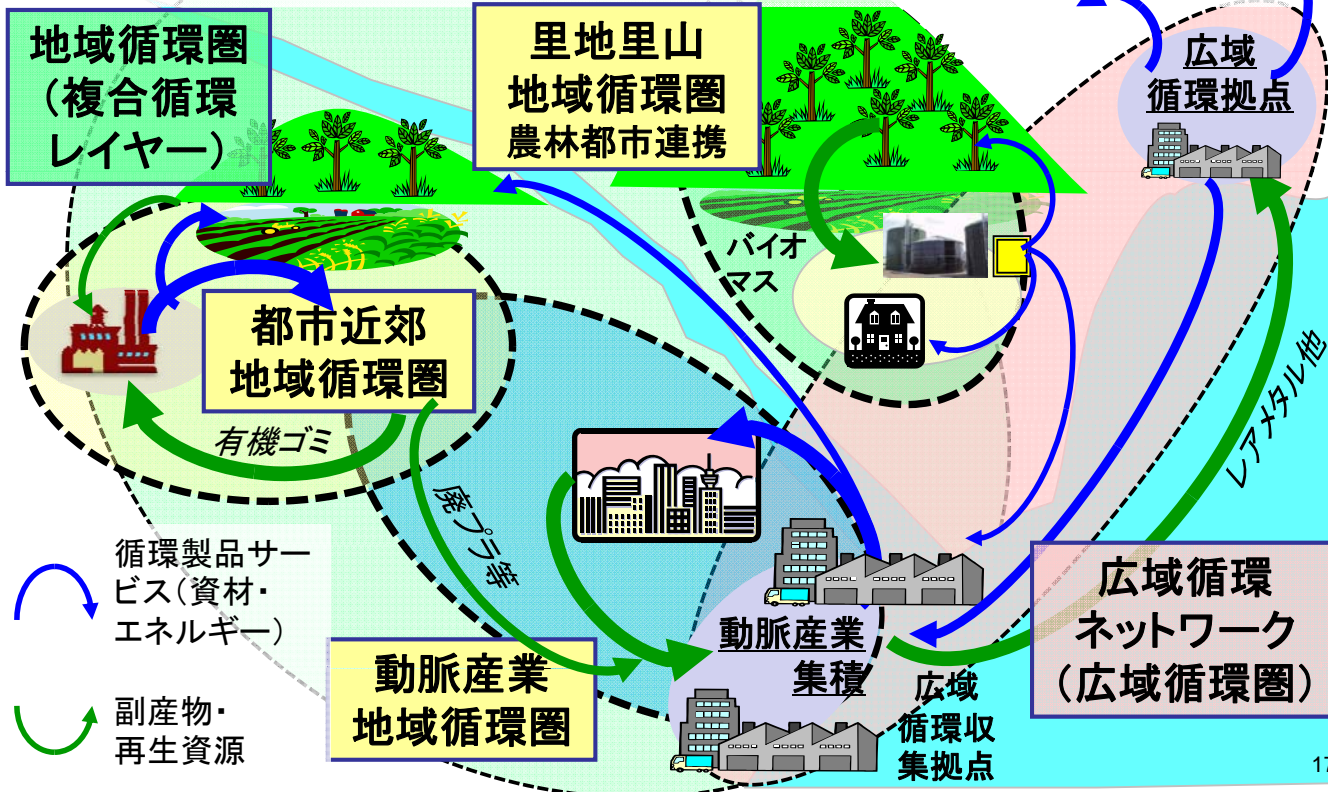 地域循環圏
(複合循環
レイヤー)
里地里山
地域循環圏
農林都市連携
広域
循環拠点
バイオ
マス
都市近郊
地域循環圏
有機ゴミ
廃プラ等
レアメタル他
循環製品サー
ビス(資材・
エネルギー)
副産物・
再生資源
動脈産業
地域循環圏
動脈産業
集積
広域
循環収
集拠点
広域循環
ネットワーク
(広域循環圏)
17